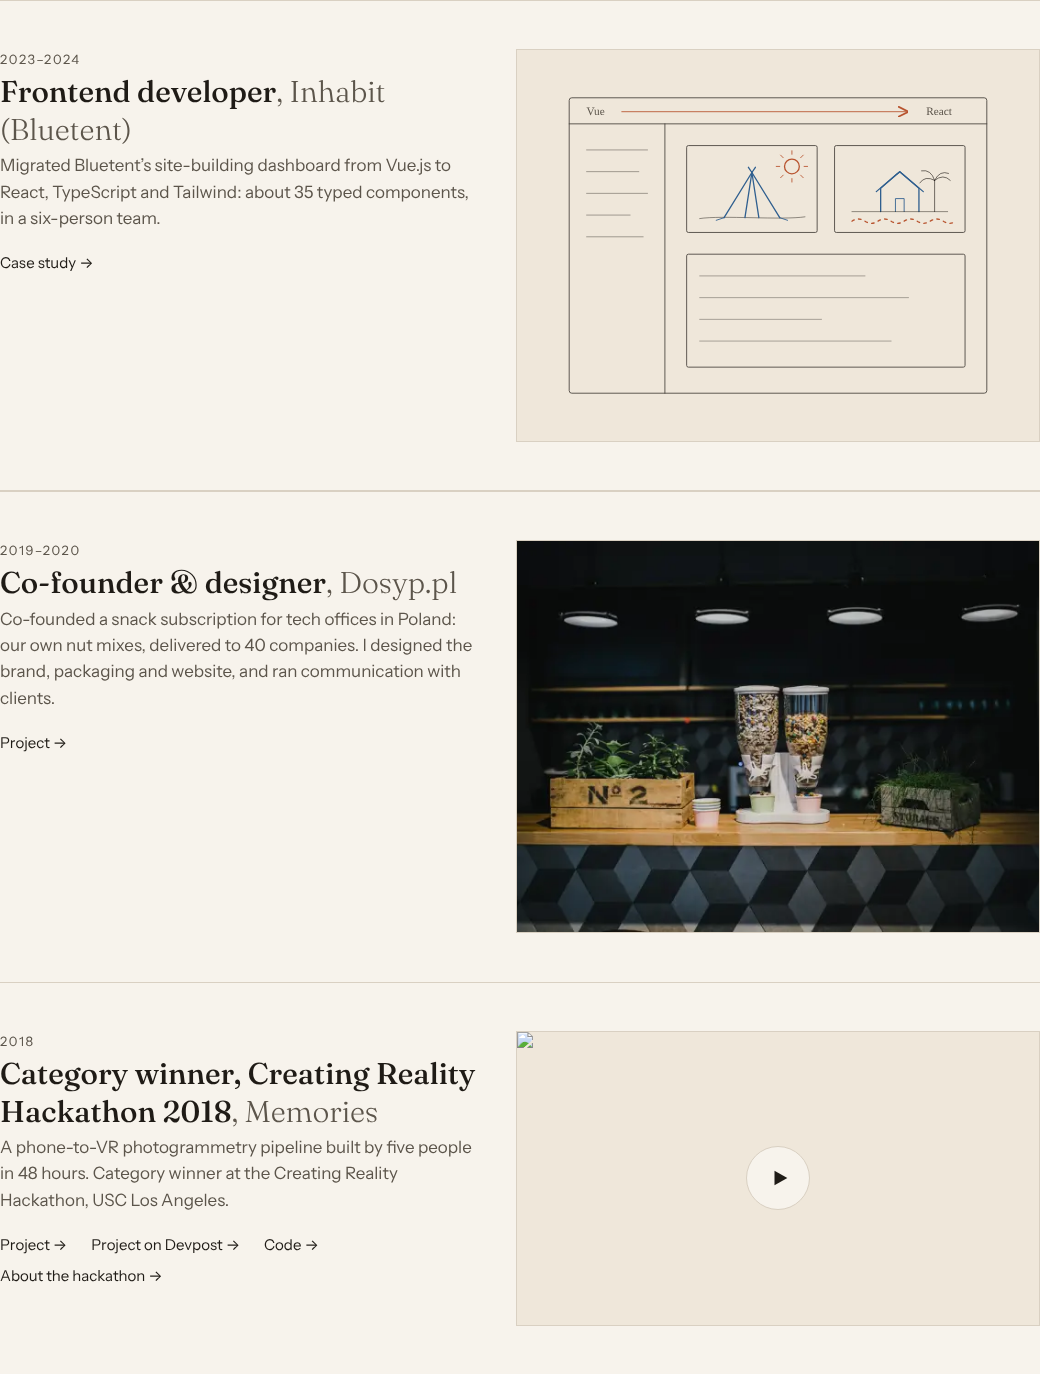 2023–2024
Frontend developer, Inhabit
(Bluetent)
Migrated Bluetent’s site-building dashboard from Vue.js to
React, TypeScript and Tailwind: about 35 typed components,
in a six-person team.
Case study →
Vue
React
2019–2020
Co-founder & designer, Dosyp.pl
Co-founded a snack subscription for tech offices in Poland:
our own nut mixes, delivered to 40 companies. I designed the
brand, packaging and website, and ran communication with
clients.
Project →
Nº 2
STORAGE
2018
Category winner, Creating Reality
Hackathon 2018, Memories
A phone-to-VR photogrammetry pipeline built by five people
in 48 hours. Category winner at the Creating Reality
Hackathon, USC Los Angeles.
Project →
Project on Devpost →
Code →
About the hackathon →